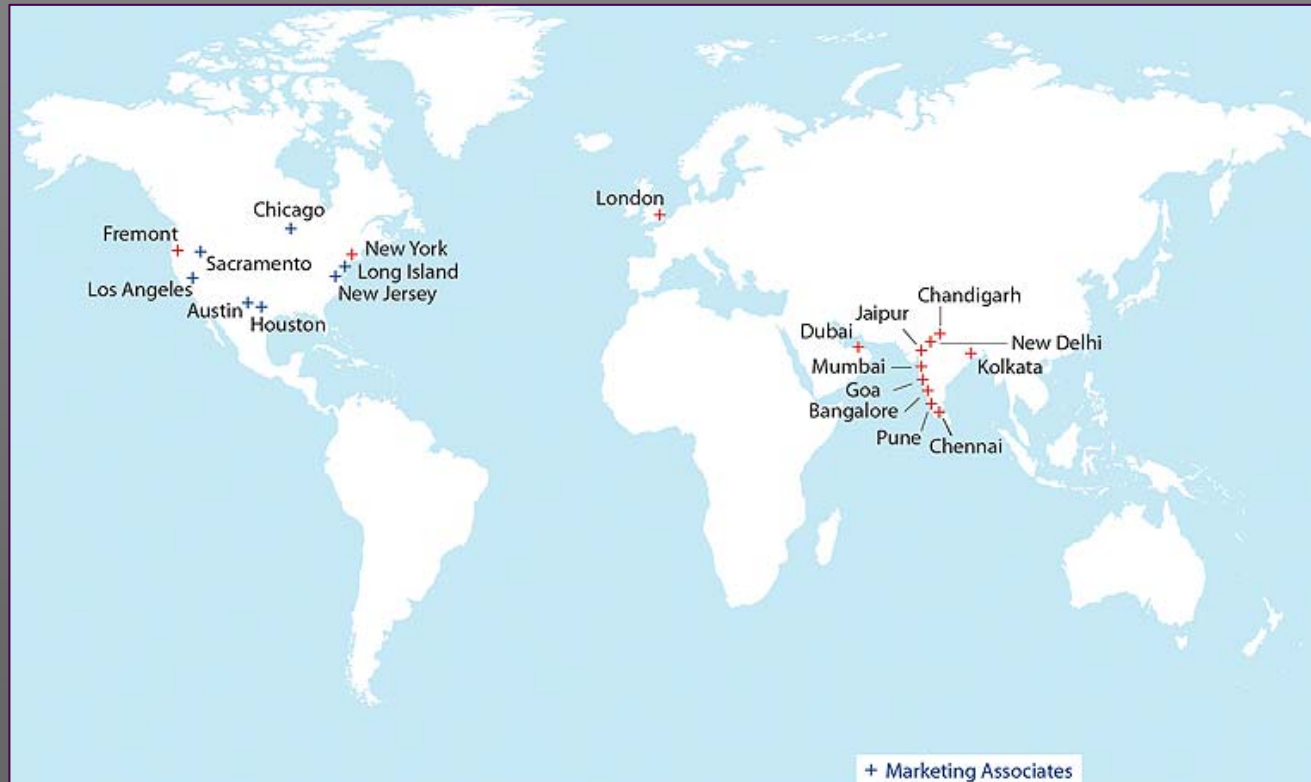 London
Chicago
Fremont
New York
Sacramento
Long Island
Los Angeles
New Jersey
Austin
Houston
Chandigarh
Jaipur
Dubai
New Delhi
Mumbai
Kolkata
Goa
Bangalore
Pune
Chennai
+ Marketing Associates